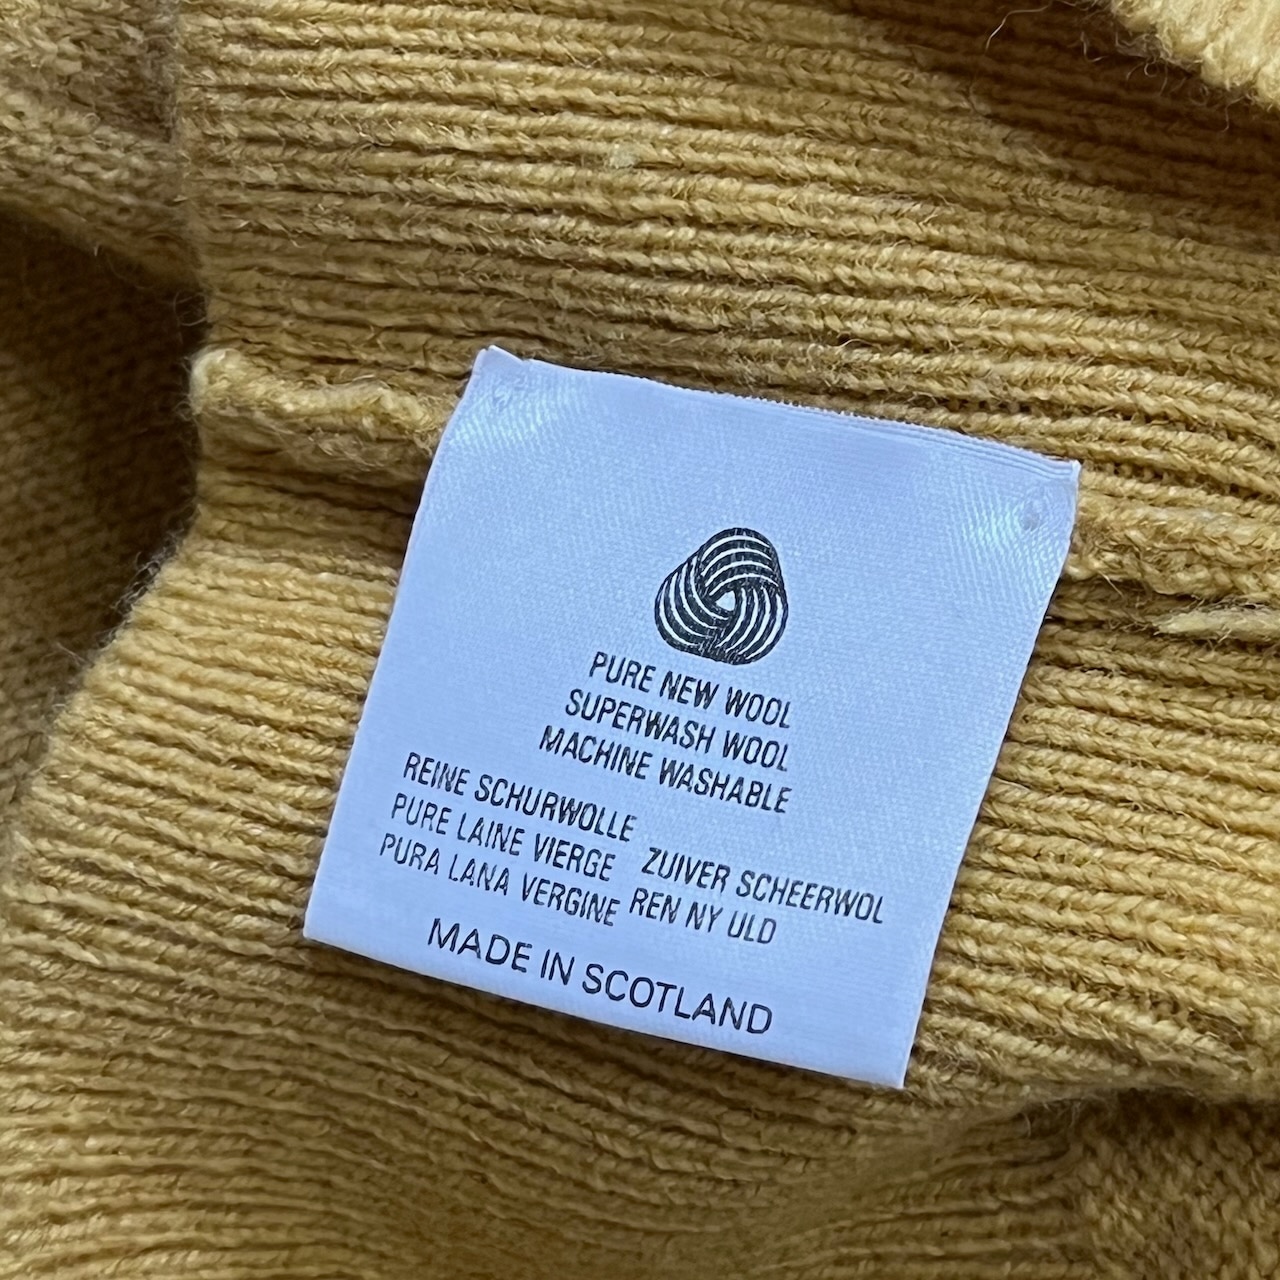 PURE NEW WOOL
SUPERWASH WOOL
MACHINE WASHABLE
REINE SCHURWOLLE
PURE LAINE VIERGE
PURA LANA VERGINE
ZUIVER SCHEERWOL
REN NY ULD
MADE IN SCOTLAND